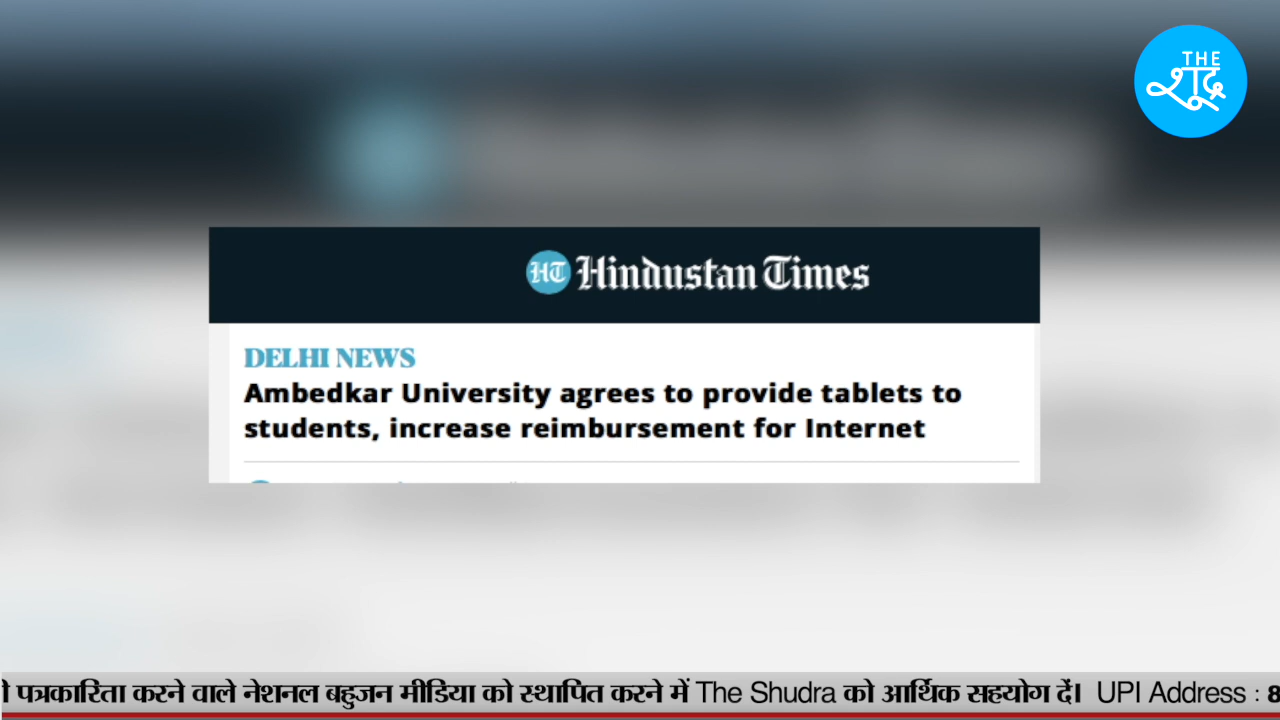 THE
शूद्र
HT Hindustan Times
DELHI NEWS
Ambedkar University agrees to provide tablets to
students, increase reimbursement for Internet
पत्रकारिता करने वाले नेशनल बहुजन मीडिया को स्थापित करने में The Shudra को आर्थिक सहयोग दें। UPI Address : 8